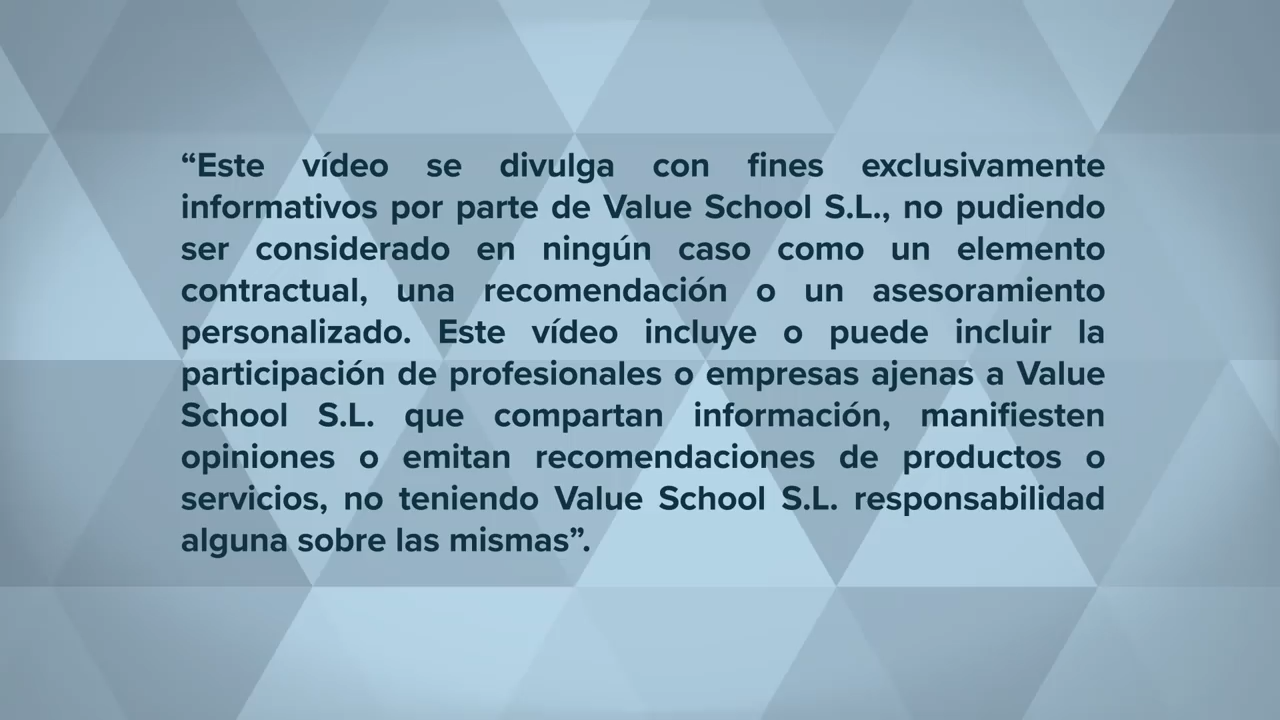 “Este vídeo se divulga con fines exclusivamente
informativos por parte de Value School S.L., no pudiendo
ser considerado en ningún caso como un elemento
contractual, una recomendación o un asesoramiento
personalizado. Este vídeo incluye o puede incluir la
participación de profesionales o empresas ajenas a Value
School S.L. que compartan información, manifiesten
opiniones o emitan recomendaciones de productos o
servicios, no teniendo Value School S.L. responsabilidad
alguna sobre las mismas”.